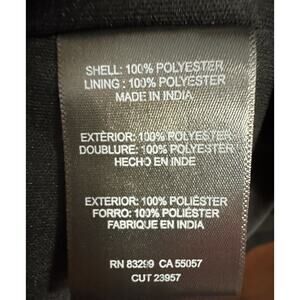 SHELL: 100% POLYESTER
LINING : 100% POLYESTER
MADE IN INDIA
EXTÉRIOR: 100% POLYESTER
DOUBLURE: 100% POLYESTER
HECHO EN INDE
EXTERIOR: 100% POLIÉSTER
FORRO: 100% POLIÉSTER
FABRIQUE EN INDIA
RN 83299 CA 55057
CUT 23957